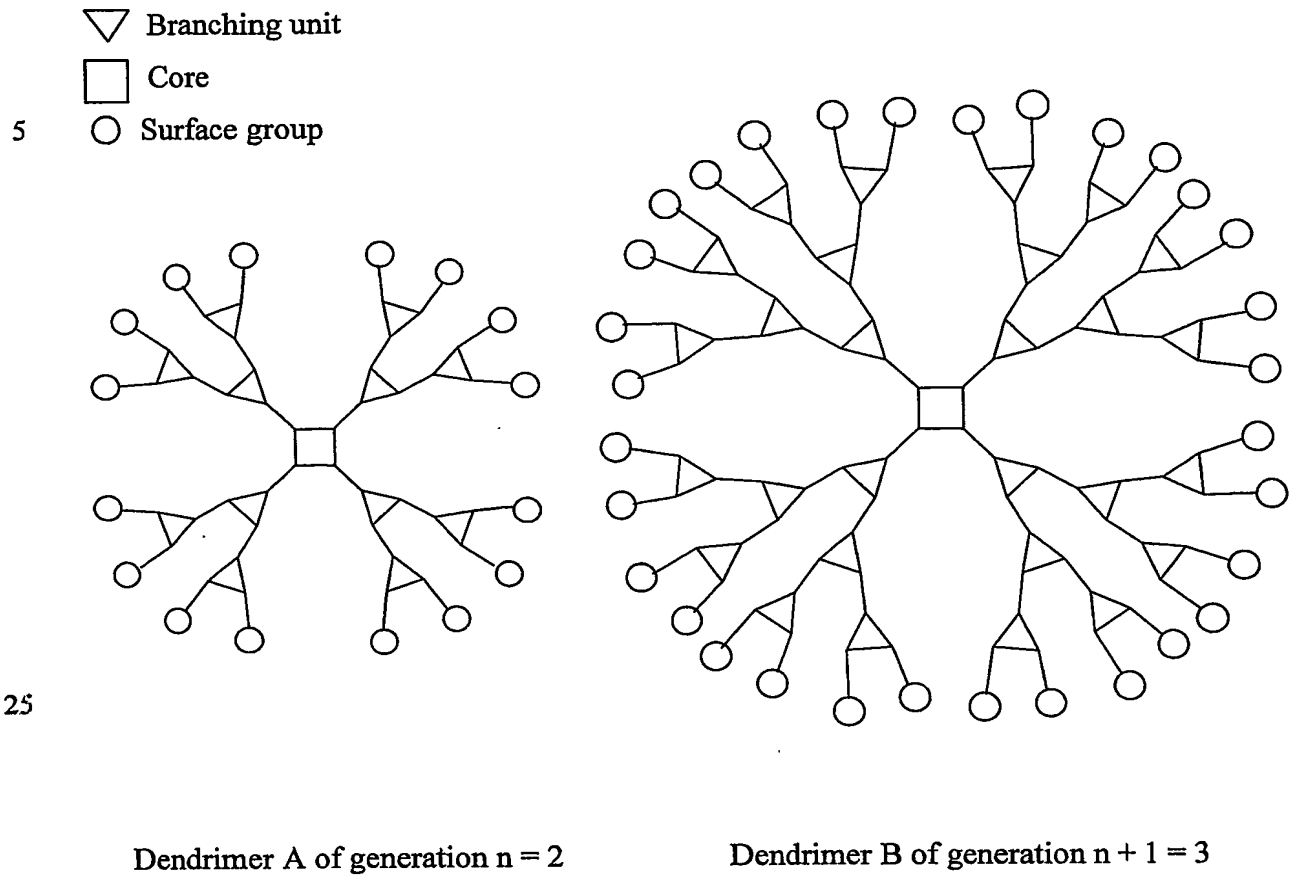 Branching unit
Core
5 Surface group
25
Dendrimer A of generation n = 2
Dendrimer B of generation n + 1 = 3